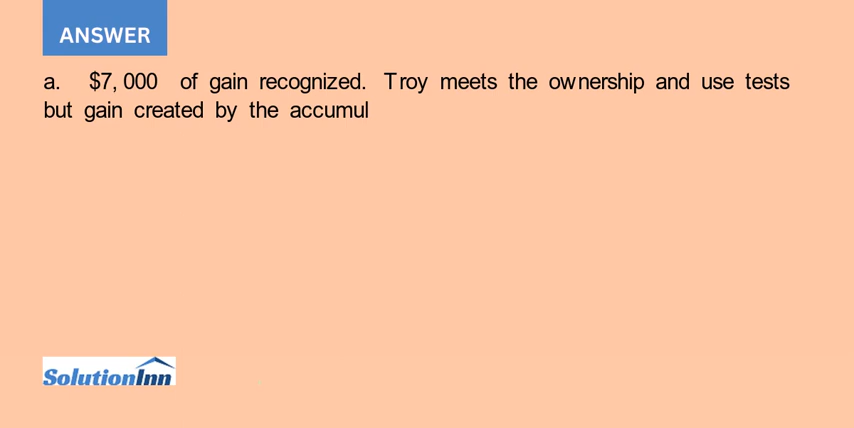 ANSWER
a. $7, 000 of gain recognized. Troy meets the ownership and use tests
but gain created by the accumul
SolutionInn